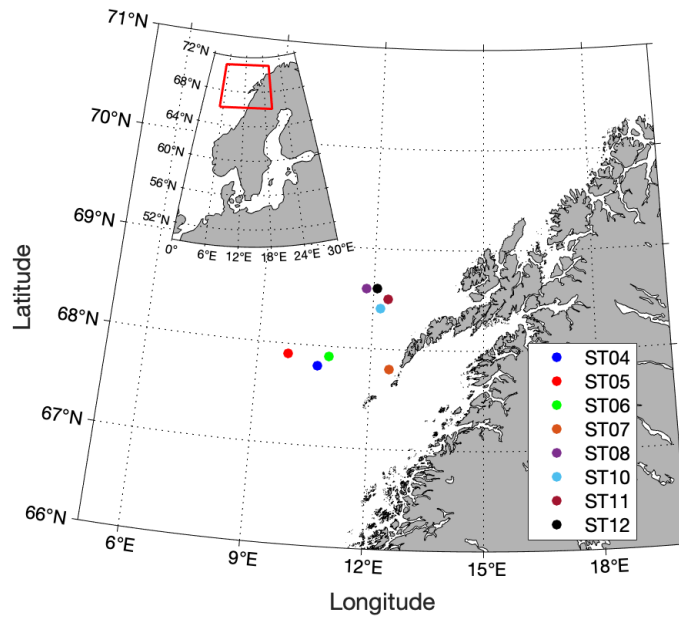 71°N
70°N
69°N
68°N
67°N
66°N
Latitude
72°N
68°N
64°N
60°N
56°N
52°N
0°
6°E
12°E
18°E
24°E
30°E
ST04
ST05
ST06
ST07
ST08
ST10
ST11
ST12
6°E
9°E
12°E
15°E
18°E
Longitude